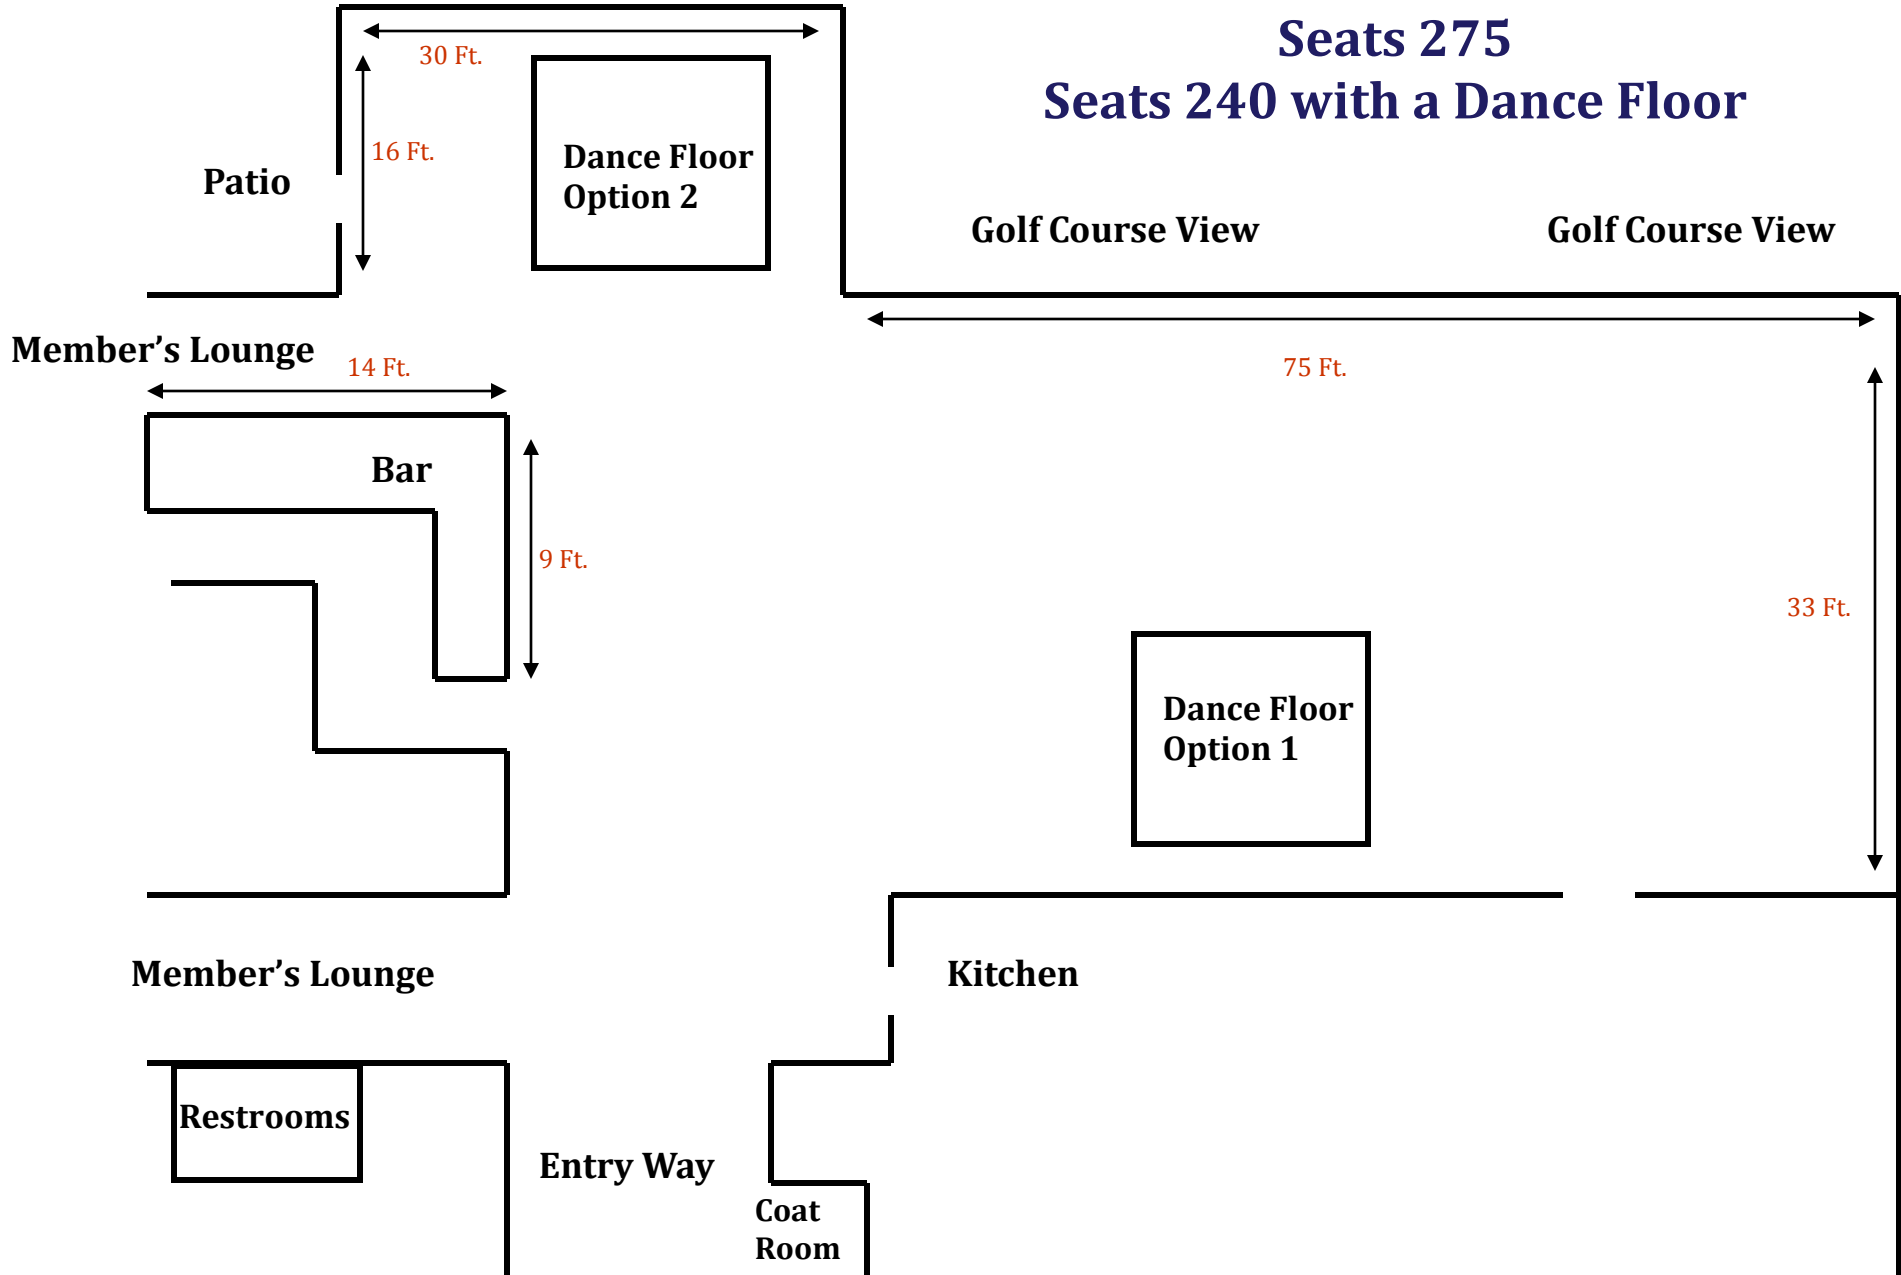 Seats 275
Seats 240 with a Dance Floor
30 Ft.
16 Ft.
Dance Floor
Option 2
Patio
Golf Course View
Golf Course View
Member’s Lounge
14 Ft.
75 Ft.
Bar
9 Ft.
33 Ft.
Dance Floor
Option 1
Member’s Lounge
Kitchen
Restrooms
Entry Way
Coat
Room